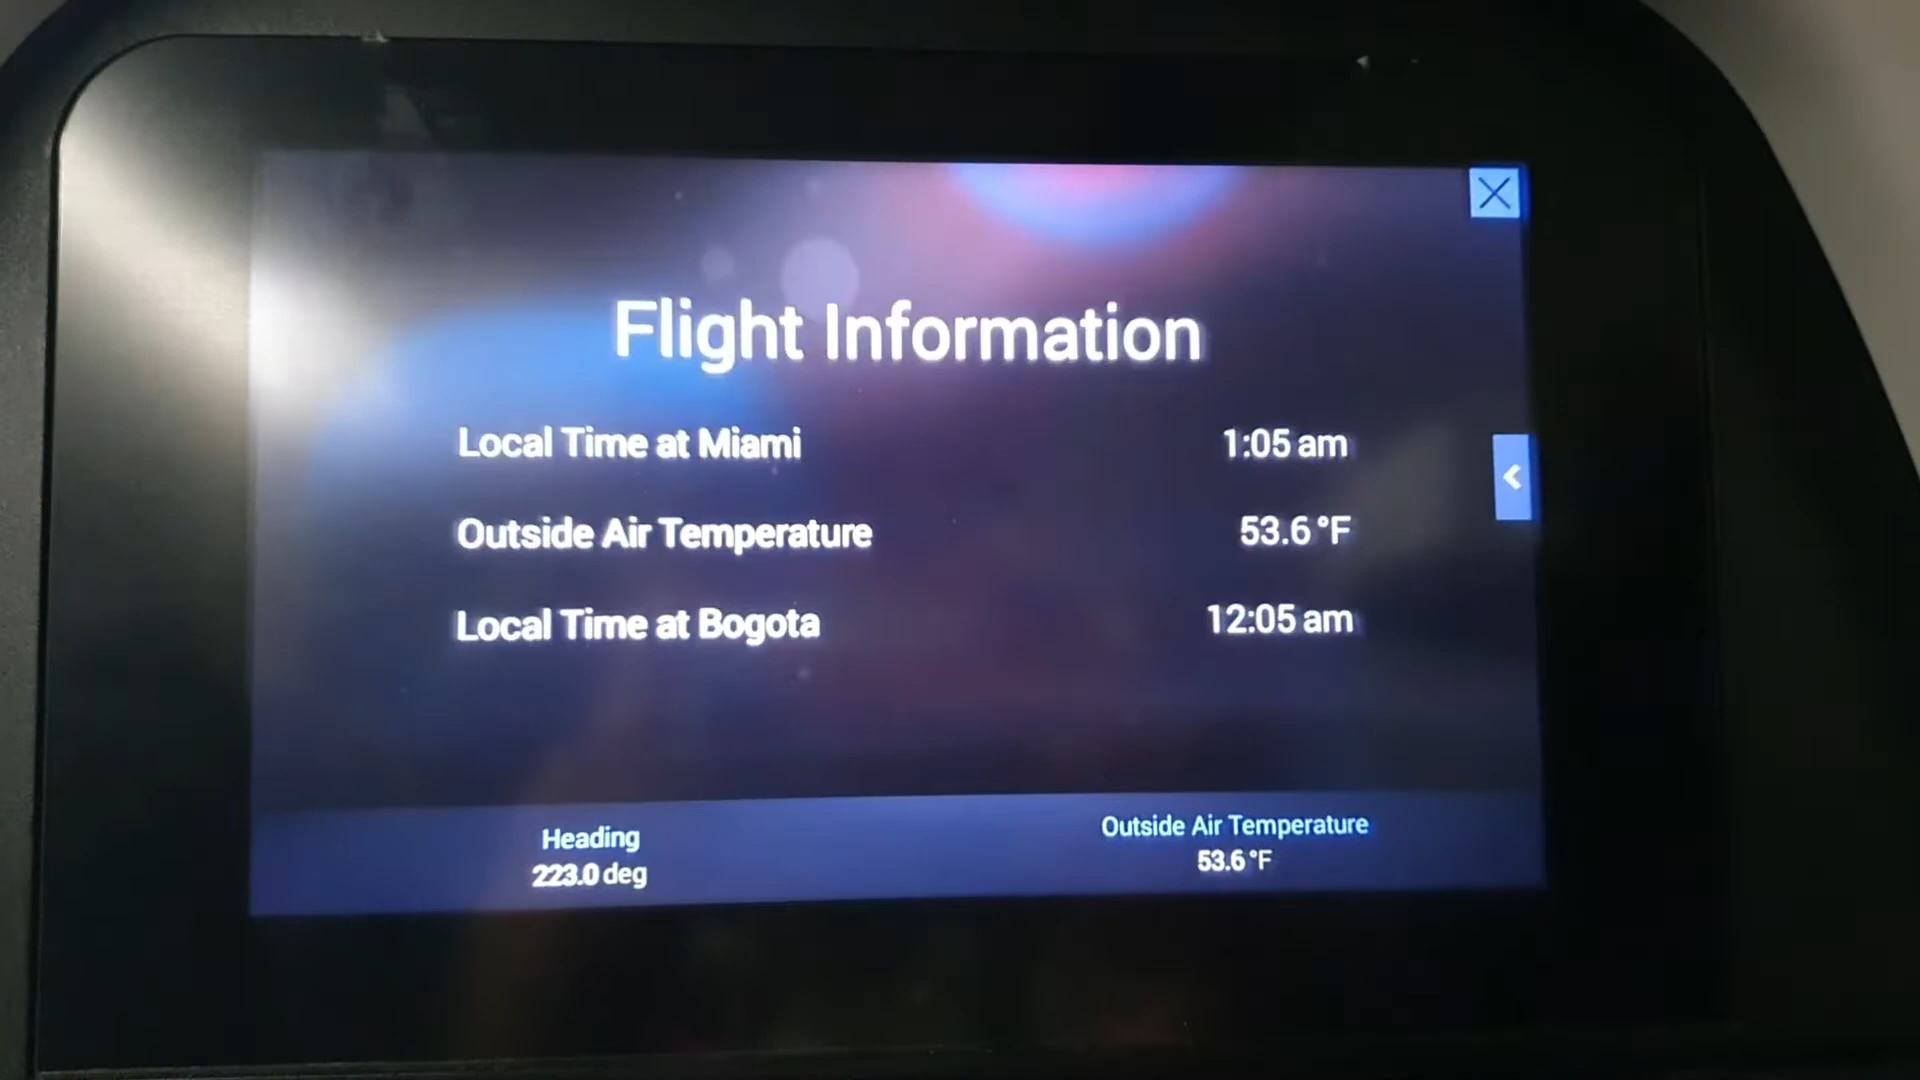 Flight Information
Local Time at Miami 1:05 am
Outside Air Temperature 53.6 °F
Local Time at Bogota 12:05 am
Heading
223.0 deg
Outside Air Temperature
53.6 °F